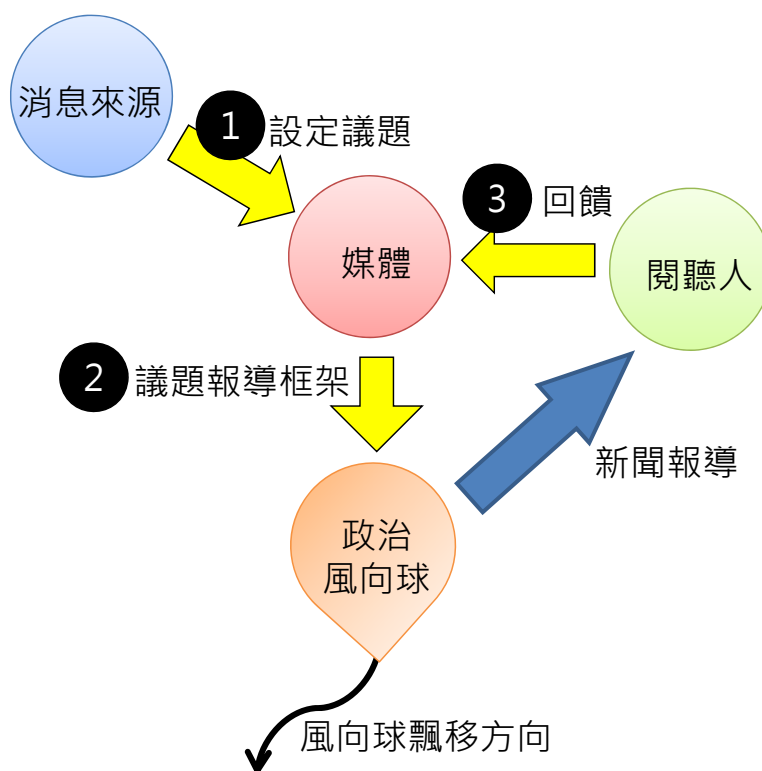 消息來源
1 設定議題
3 回饋
媒體
閱聽人
2 議題報導框架
新聞報導
政治
風向球
風向球飄移方向